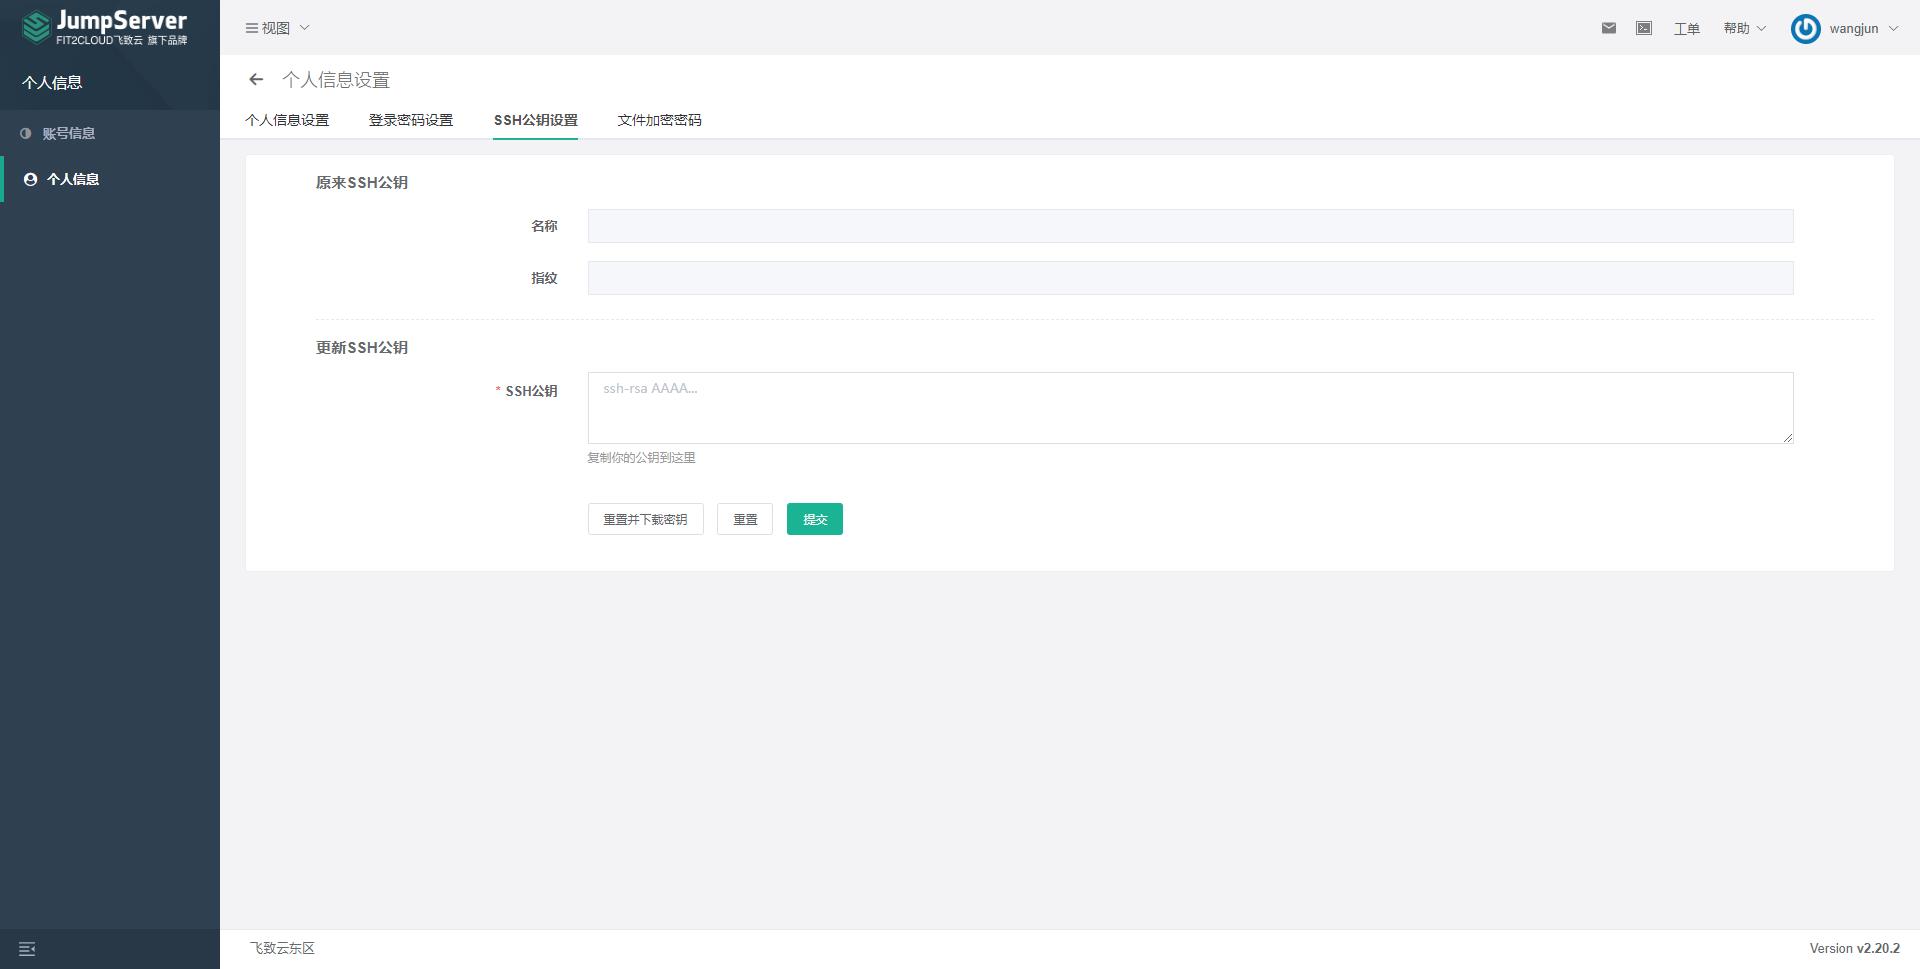 JumpServer
FIT2CLOUD飞致云 旗下品牌
个人信息
账号信息
个人信息
视图
工单
帮助
wangjun
个人信息设置
个人信息设置
登录密码设置
SSH公钥设置
文件加密密码
原来SSH公钥
名称
指纹
更新SSH公钥
* SSH公钥
ssh-rsa AAAA...
复制你的公钥到这里
重置并下载密钥
重置
提交
飞致云东区
Version v2.20.2